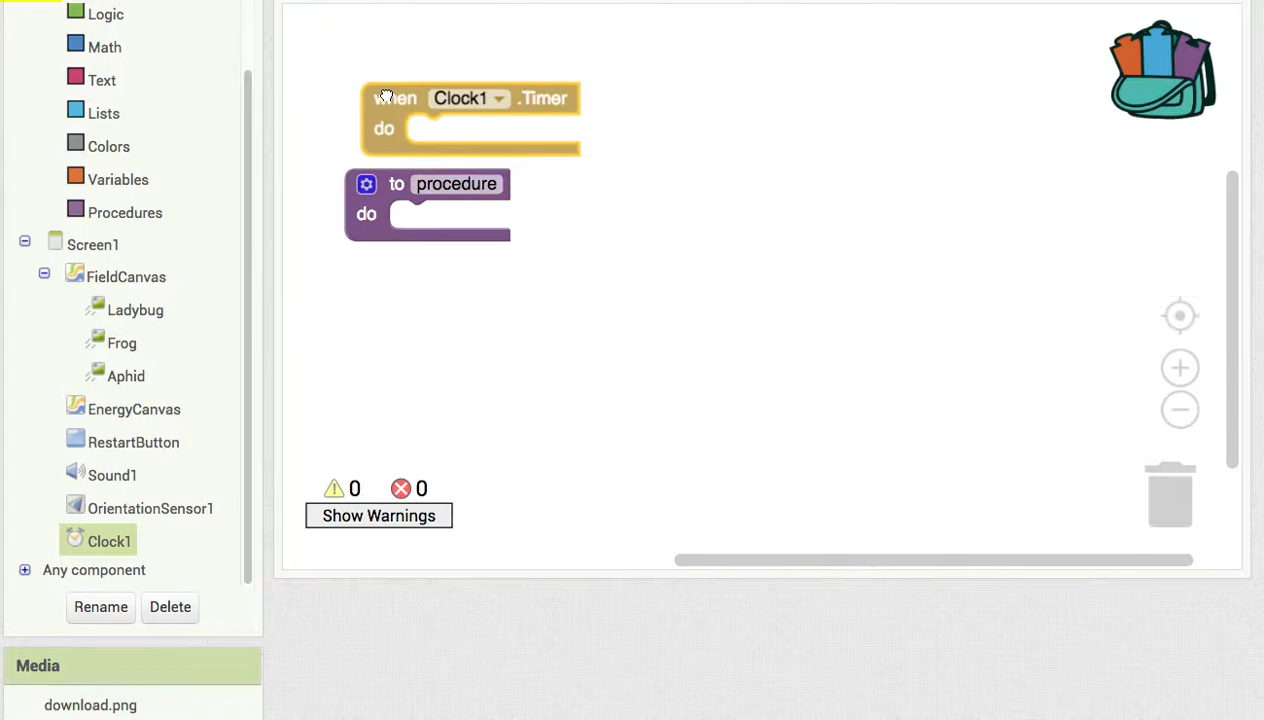 Logic
Math
Text
Lists
Colors
Variables
Procedures
Screen1
FieldCanvas
Ladybug
Frog
Aphid
EnergyCanvas
RestartButton
Sound1
OrientationSensor1
Clock1
Any component
Rename Delete
Media
download.png
when Clock1 .Timer
do
to procedure
do
0 0
Show Warnings